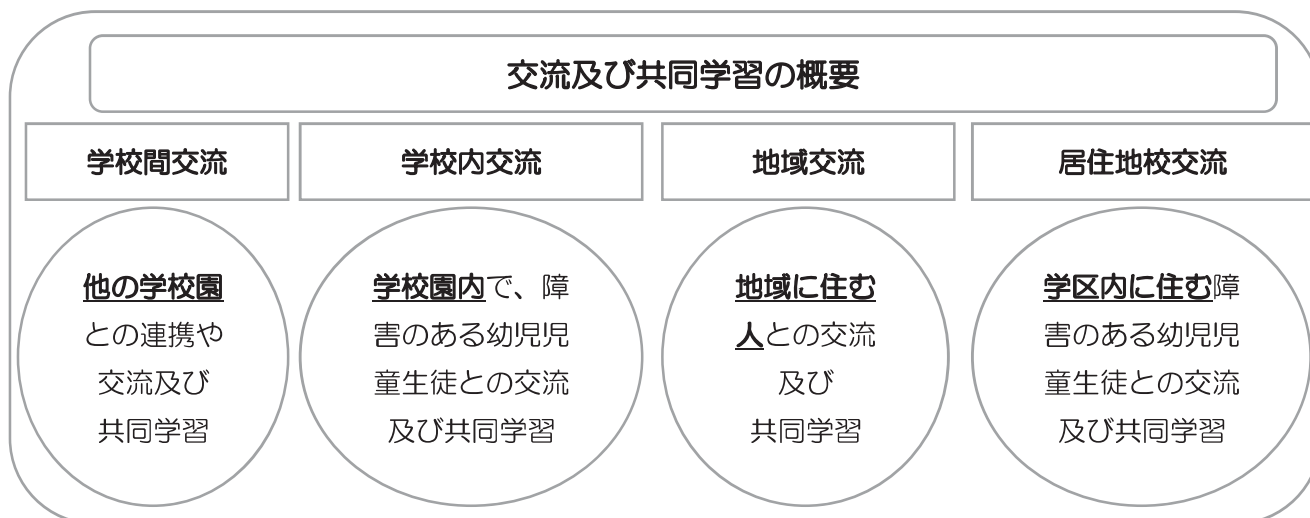 交流及び共同学習の概要
学校間交流
学校内交流
地域交流
居住地校交流
他の学校園
との連携や
交流及び
共同学習
学校園内で、障
害のある幼児児
童生徒との交流
及び共同学習
地域に住む
人との交流
及び
共同学習
学区内に住む障
害のある幼児児
童生徒との交流
及び共同学習